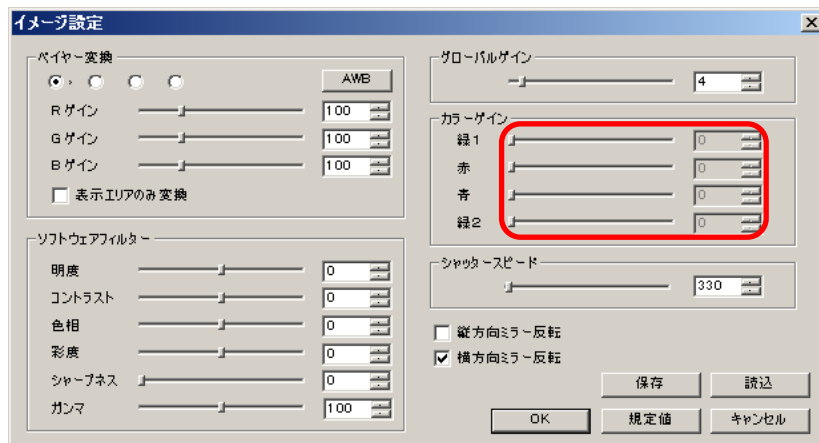 イメージ設定
ベイヤー変換
AWB
Rゲイン 100
Gゲイン 100
Bゲイン 100
表示エリアのみ変換
ソフトウェアフィルター
明度 0
コントラスト 0
色相 0
彩度 0
シャープネス 0
ガンマ 100
グローバルゲイン
4
カラーゲイン
緑1 0
赤 0
青 0
緑2 0
シャッタースピード
330
縦方向ミラー反転
横方向ミラー反転
保存 読込
OK 規定値 キャンセル